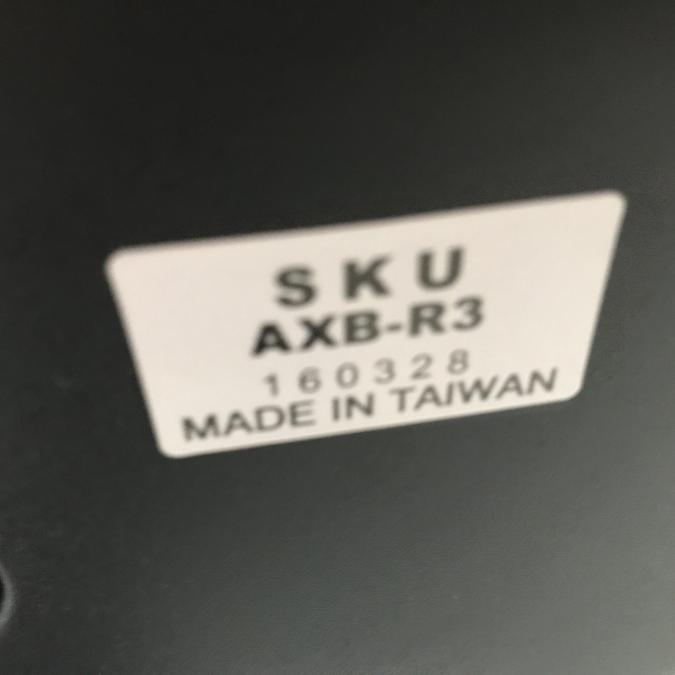 SKU
AXB-R3
160328
MADE IN TAIWAN